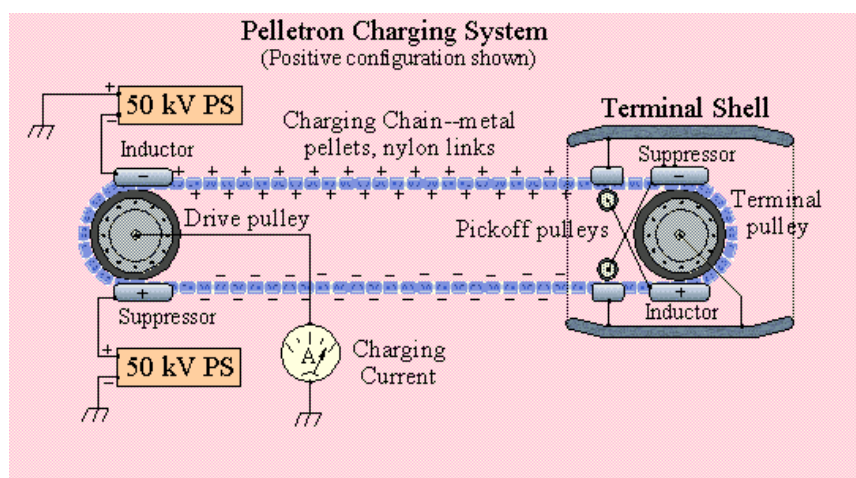 Pelletron Charging System
(Positive configuration shown)
+
50 kV PS
−
Charging Chain--metal
pellets, nylon links
Terminal Shell
Inductor
Suppressor
−
+ + + + + + + + + +
−
+ + + + + + + + + +
Drive pulley
Pickoff pulleys
Terminal
pulley
− − − − − − − − − −
+
− − − − − − − − − −
+
Suppressor
Inductor
+
50 kV PS
−
A
Charging
Current